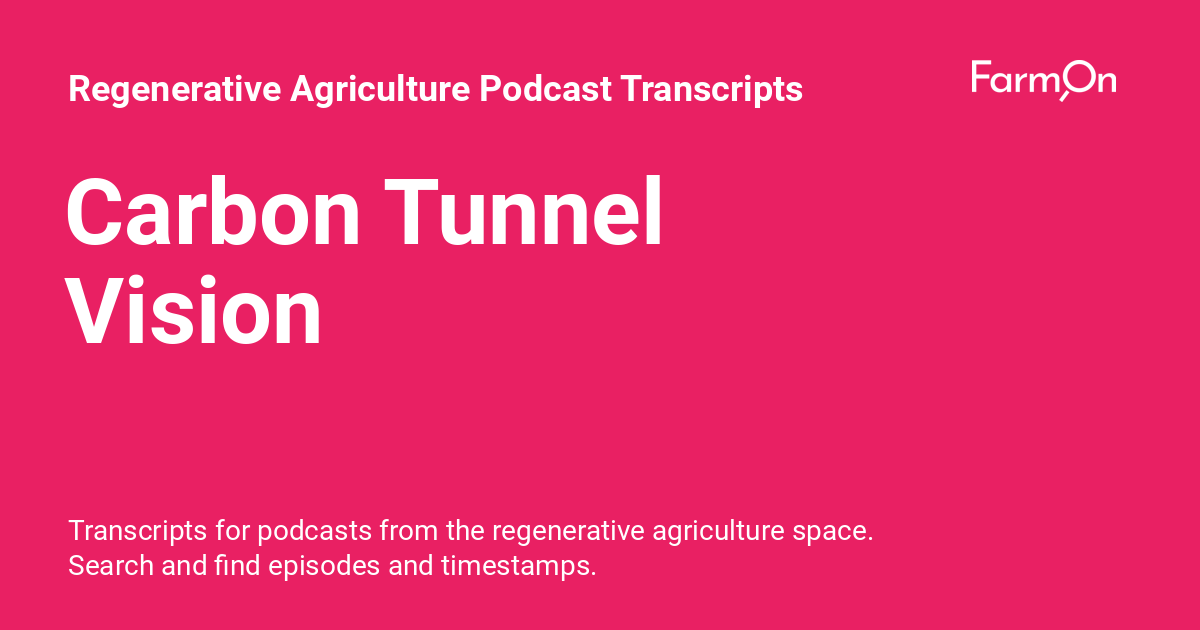 Regenerative Agriculture Podcast Transcripts
FarmOn
Carbon Tunnel
Vision
Transcripts for podcasts from the regenerative agriculture space.
Search and find episodes and timestamps.